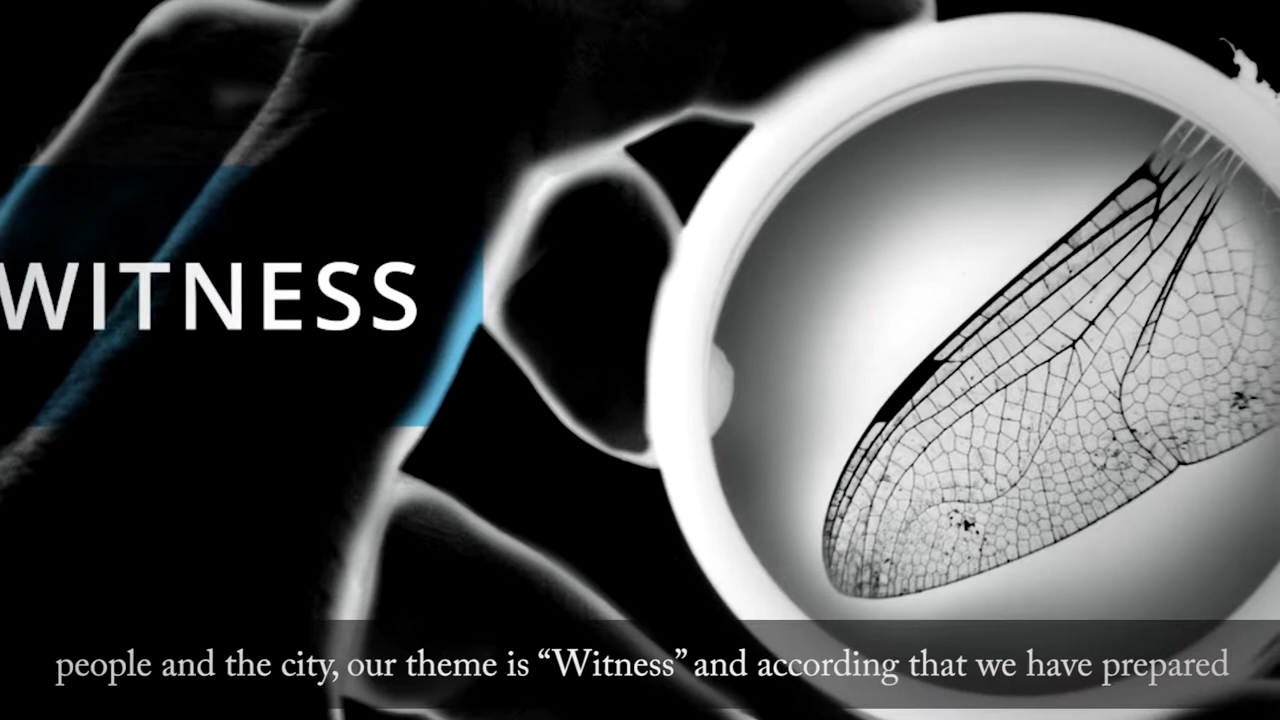 WITNESS
people and the city, our theme is “Witness” and according that we have prepared